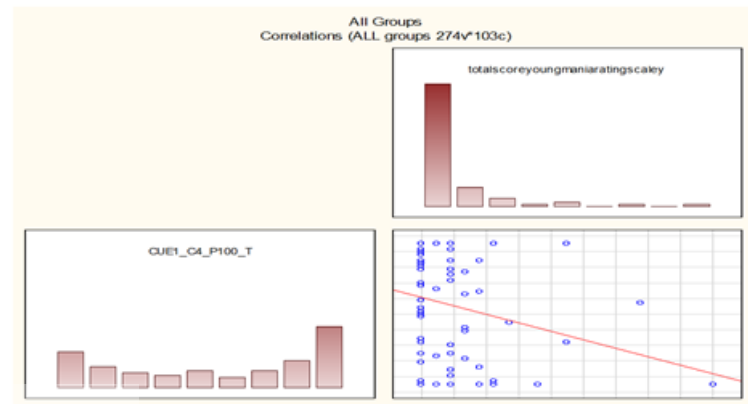 All Groups
Correlations (ALL groups 274v*103c)
totalscoreyoungmaniaratingscaley
CUE1_C4_P100_T